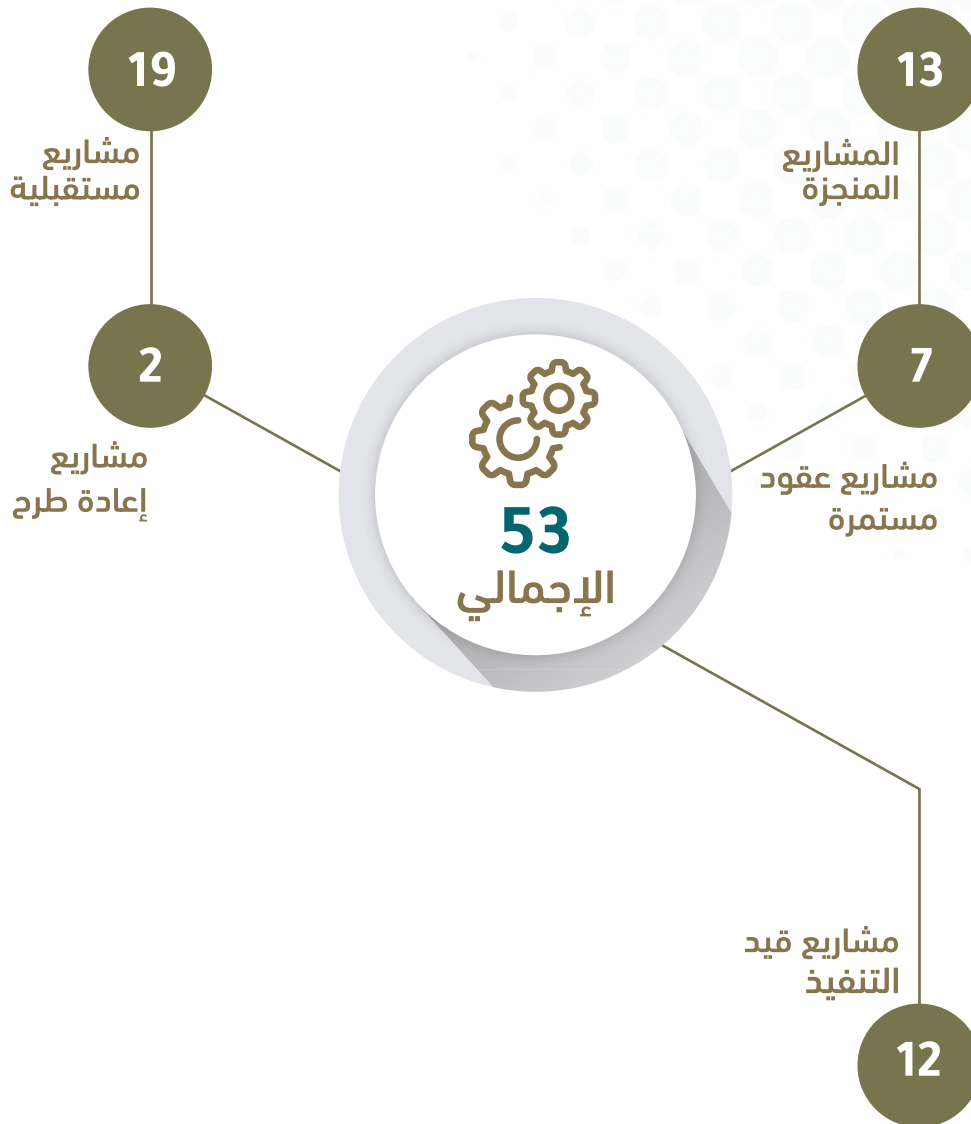 13
المشاريع
المنجزة
19
مشاريع
مستقبلية
7
مشاريع عقود
مستمرة
2
مشاريع
إعادة طرح
53
الإجمالي
مشاريع قيد
التنفيذ
12